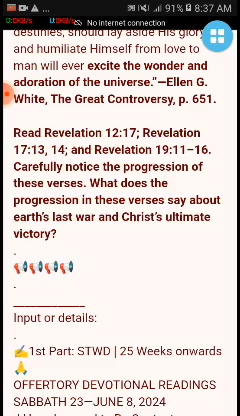 0KB/s 0KB/s 91% 8:37 AM
No internet connection
destinies, should lay aside His glory
and humiliate Himself from love to
man will ever excite the wonder and
adoration of the universe.”—Ellen G.
White, The Great Controversy, p. 651.
Read Revelation 12:17; Revelation
17:13, 14; and Revelation 19:11–16.
Carefully notice the progression of
these verses. What does the
progression in these verses say about
earth’s last war and Christ’s ultimate
victory?
.
📢📢📢📢
.
____________
Input or details:
.
✍️1st Part: STWD | 25 Weeks onwards
🙏
OFFERTORY DEVOTIONAL READINGS
SABBATH 23—JUNE 8, 2024